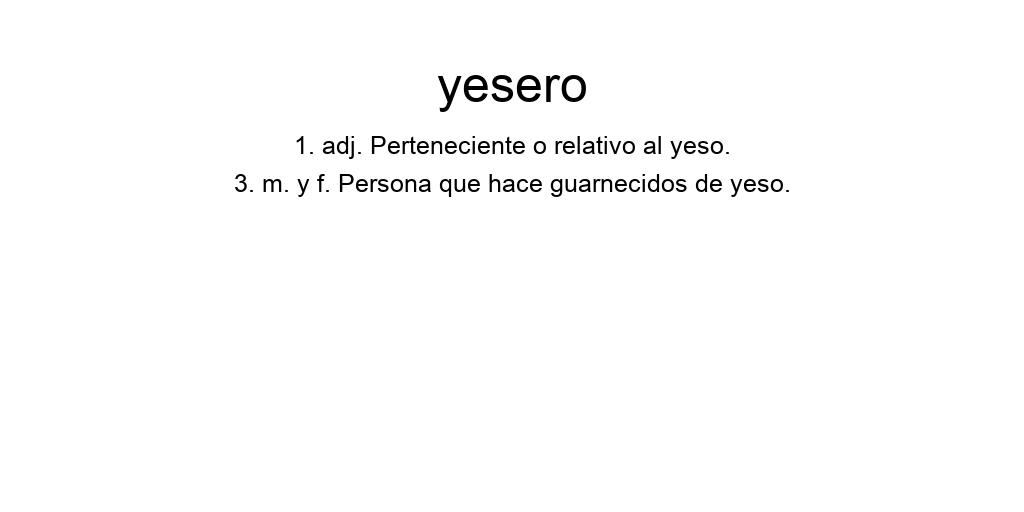 yesero
1. adj. Perteneciente o relativo al yeso.
3. m. y f. Persona que hace guarnecidos de yeso.